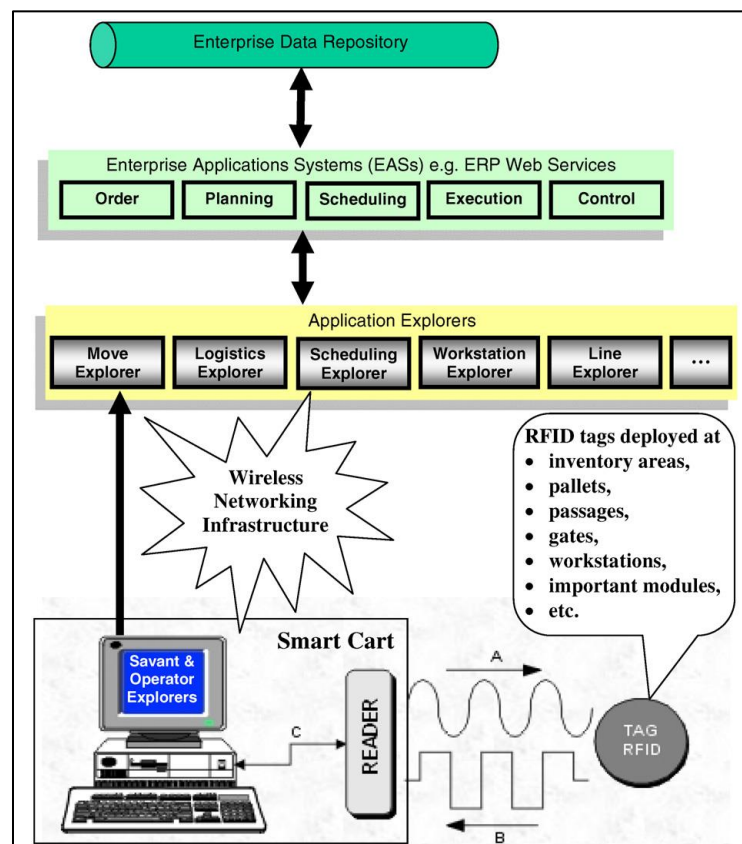 Enterprise Data Repository
Enterprise Applications Systems (EASs) e.g. ERP Web Services
Order
Planning
Scheduling
Execution
Control
Application Explorers
Move
Explorer
Logistics
Explorer
Scheduling
Explorer
Workstation
Explorer
Line
Explorer
...
Wireless
Networking
Infrastructure
RFID tags deployed at
• inventory areas,
• pallets,
• passages,
• gates,
• workstations,
• important modules,
• etc.
Smart Cart
Savant &
Operator
Explorers
C
READER
A
B
TAG
RFID